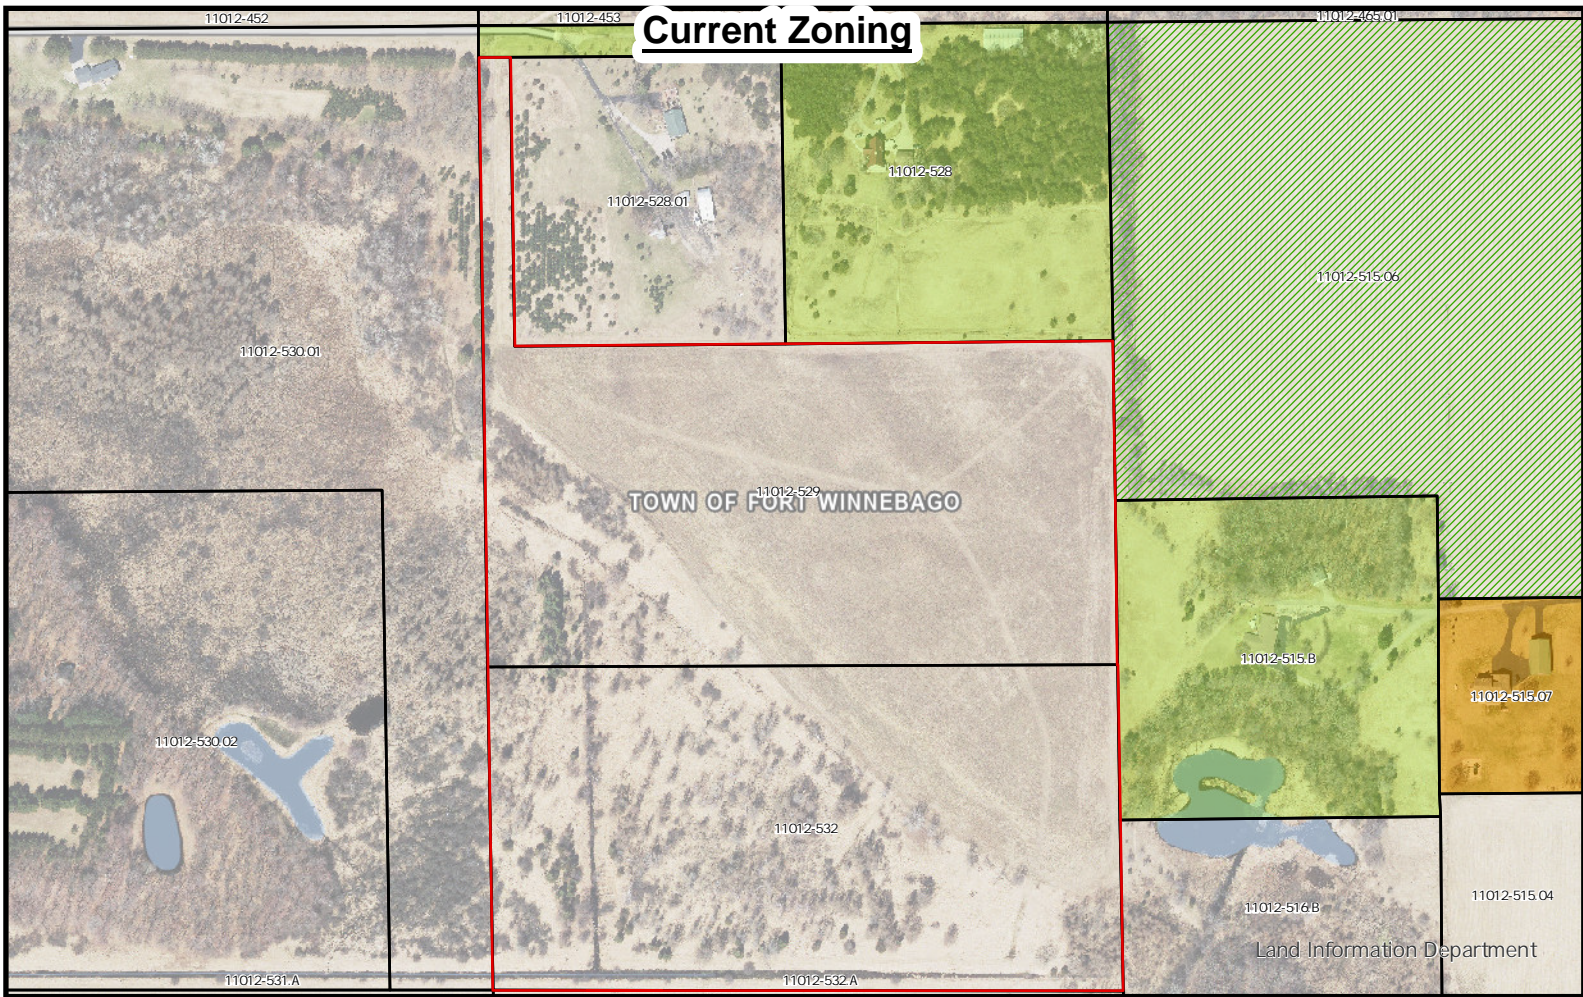 11012-452
11012-453
11012-465.01
Current Zoning
11012-528
11012-528.01
11012-515.06
11012-530.01
11012-529
TOWN OF FORT WINNEBAGO
11012-515.B
11012-515.07
11012-530.02
11012-532
11012-515.04
11012-516.B
Land Information Department
11012-531.A
11012-532.A